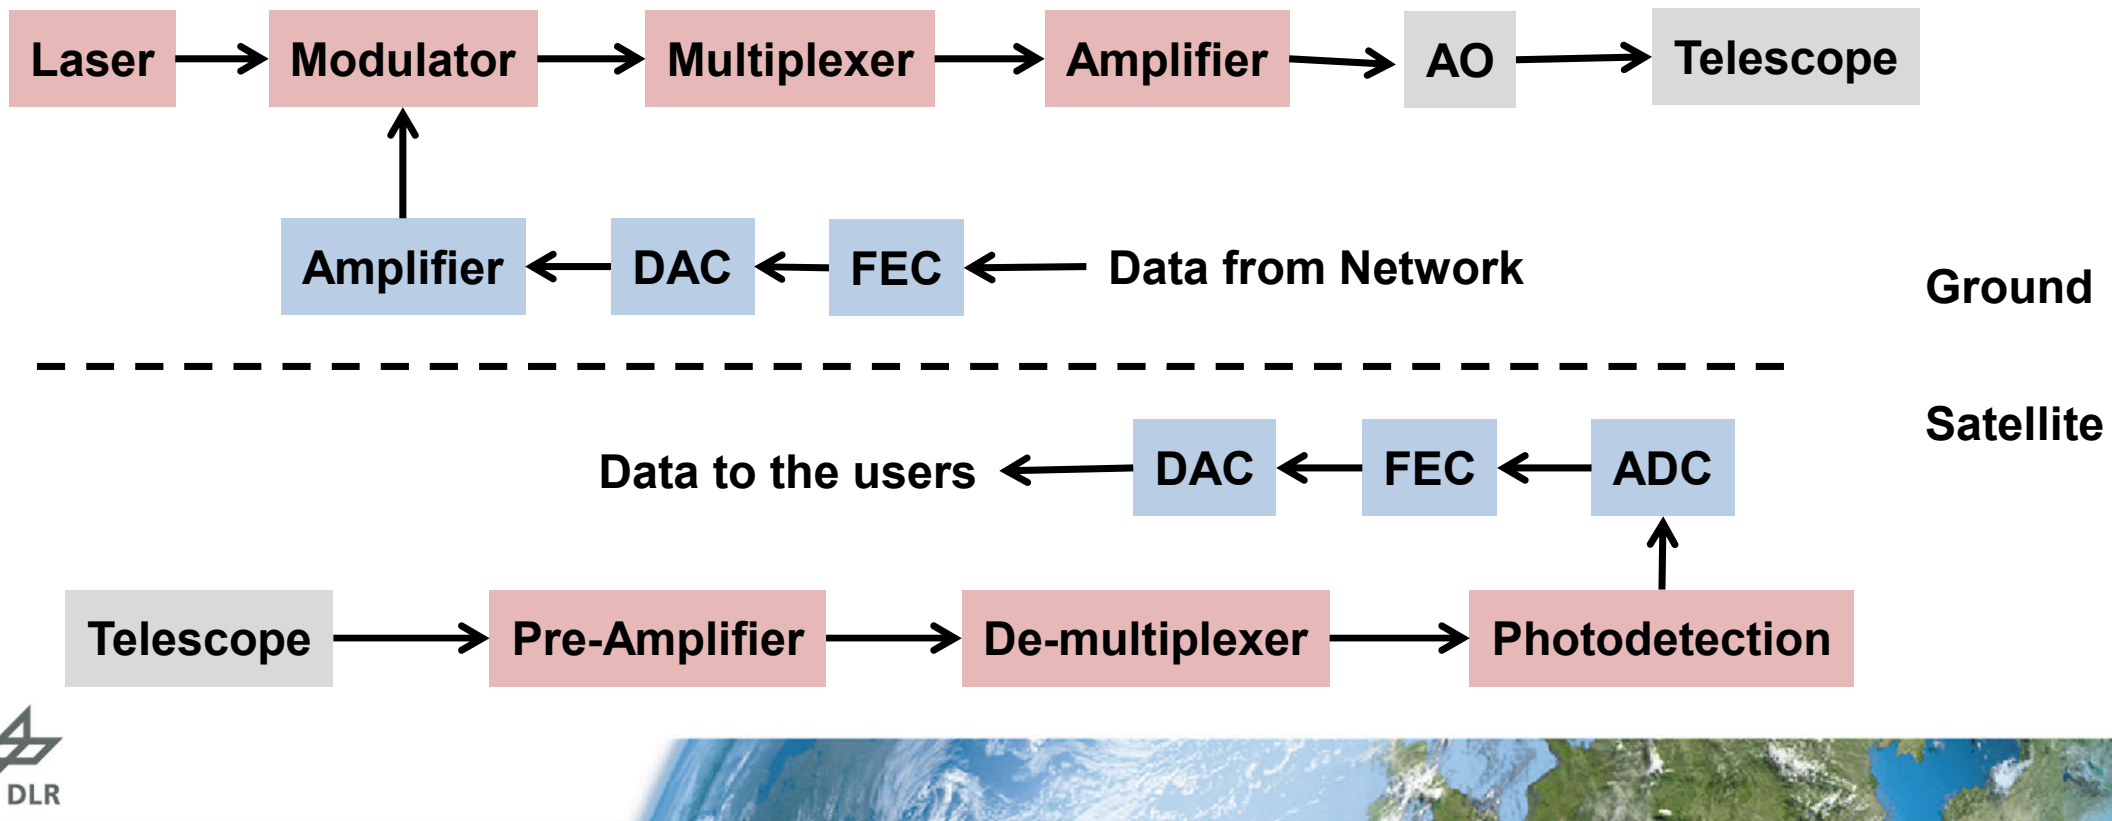 Laser
Modulator
Multiplexer
Amplifier
AO
Telescope
Amplifier
DAC
FEC
Data from Network
Ground
Satellite
Data to the users
DAC
FEC
ADC
Telescope
Pre-Amplifier
De-multiplexer
Photodetection
DLR